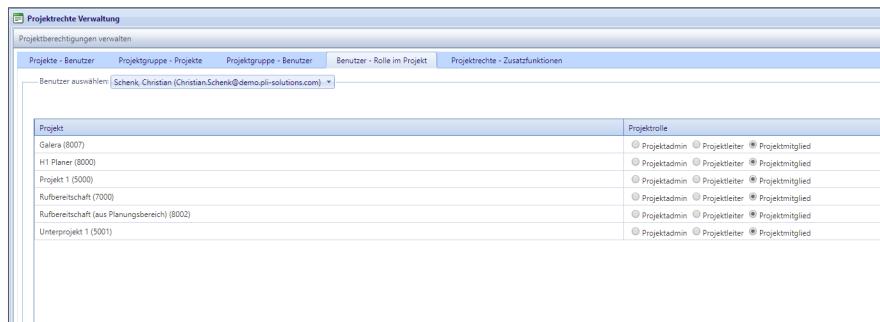 Projektrechte Verwaltung
Projektberechtigungen verwalten
Projekte - Benutzer Projektgruppe - Projekte Projektgruppe - Benutzer Benutzer - Rolle im Projekt Projektrechte - Zusatzfunktionen
Benutzer auswählen: Schenk, Christian (Christian.Schenk@demo.pli-solutions.com)
Projekt Projektrolle
Galera (8007) Projektadmin Projektleiter Projektmitglied
H1 Planer (8000) Projektadmin Projektleiter Projektmitglied
Projekt 1 (5000) Projektadmin Projektleiter Projektmitglied
Rufbereitschaft (7000) Projektadmin Projektleiter Projektmitglied
Rufbereitschaft (aus Planungsbereich) (8002) Projektadmin Projektleiter Projektmitglied
Unterprojekt 1 (5001) Projektadmin Projektleiter Projektmitglied